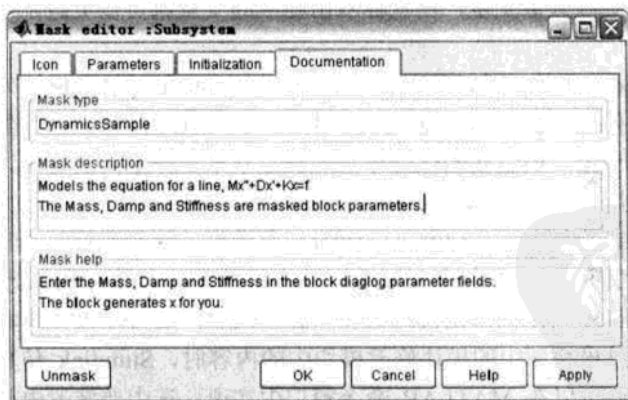 Mask editor :Subsystem
Icon Parameters Initialization Documentation
Mask type
DynamicsSample
Mask description
Models the equation for a line, Mx"+Dx'+Kx=f
The Mass, Damp and Stiffness are masked block parameters.
Mask help
Enter the Mass, Damp and Stiffness in the block diaglog parameter fields.
The block generates x for you.
Unmask OK Cancel Help Apply